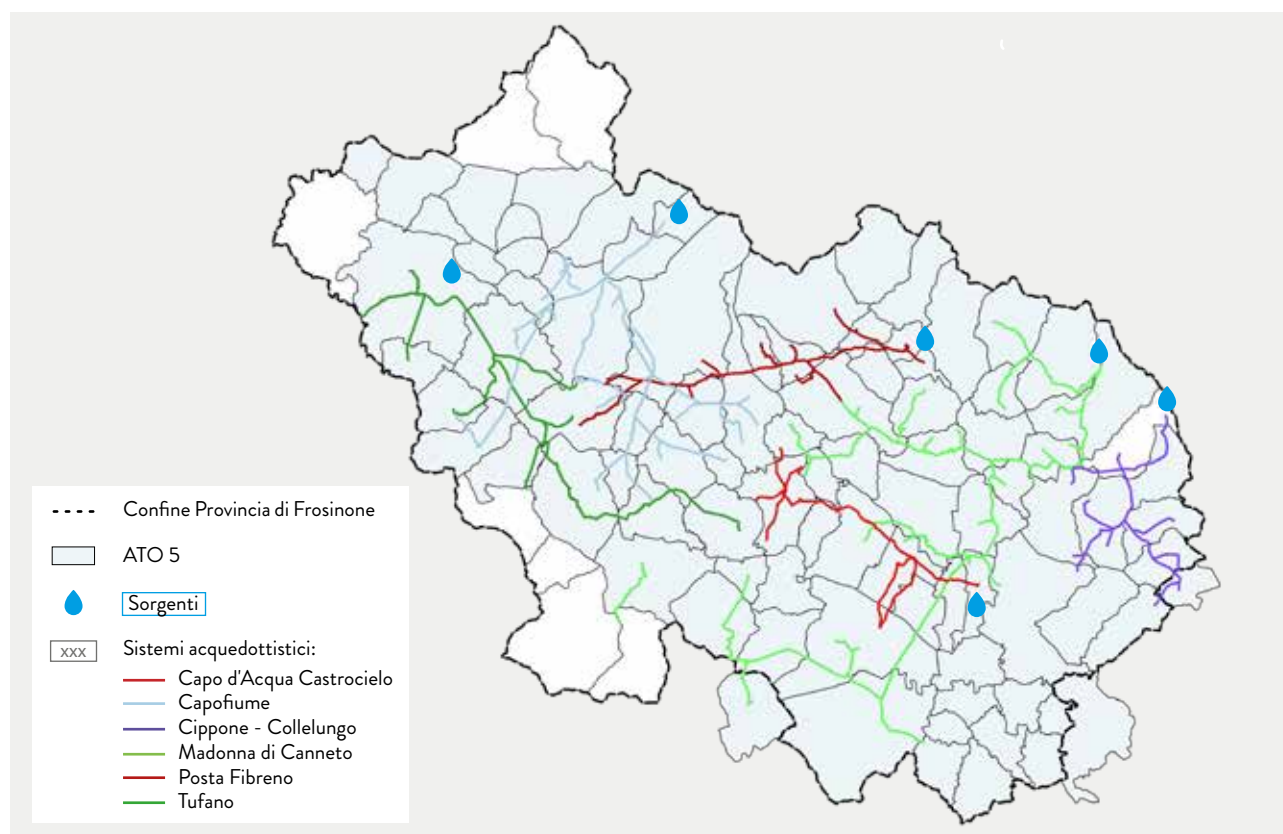 Confine Provincia di Frosinone
ATO 5
Sorgenti
xxx Sistemi acquedottistici:
Capo d'Acqua Castrocielo
Capofiume
Cippone - Collelungo
Madonna di Canneto
Posta Fibreno
Tufano